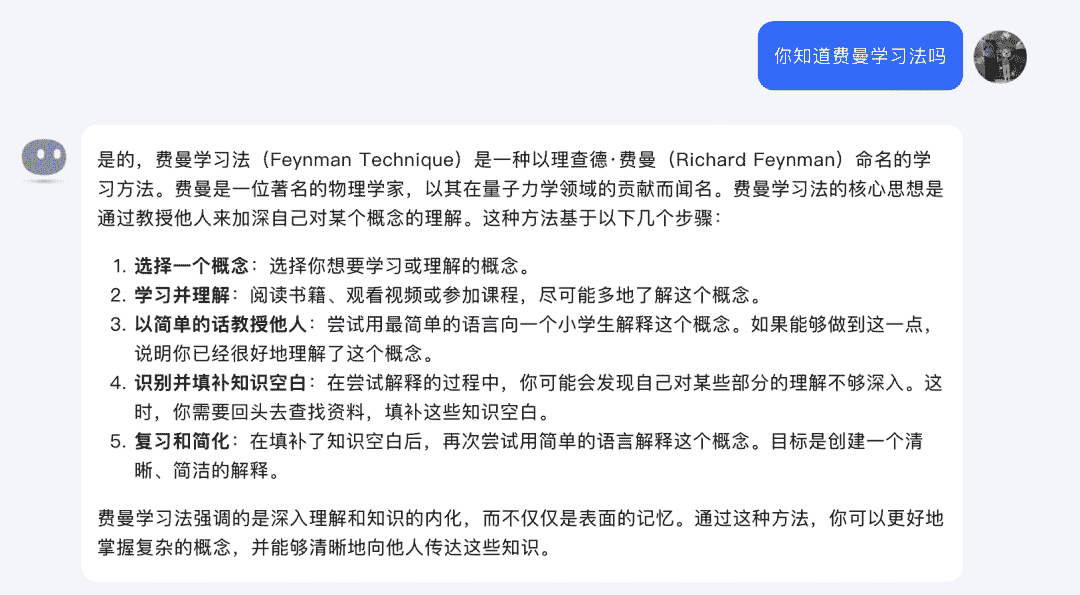 你知道费曼学习法吗
是的，费曼学习法（Feynman Technique）是一种以理查德·费曼（Richard Feynman）命名的学
习方法。费曼是一位著名的物理学家，以其在量子力学领域的贡献而闻名。费曼学习法的核心思想是
通过教授他人来加深自己对某个概念的理解。这种方法基于以下几个步骤：
1. 选择一个概念：选择你想要学习或理解的概念。
2. 学习并理解：阅读书籍、观看视频或参加课程，尽可能多地了解这个概念。
3. 以简单的话教授他人：尝试用最简单的语言向一个小学生解释这个概念。如果能够做到这一点，
说明你已经很好地理解了这个概念。
4. 识别并填补知识空白：在尝试解释的过程中，你可能会发现自己对某些部分的理解不够深入。这
时，你需要回头去查找资料，填补这些知识空白。
5. 复习和简化：在填补了知识空白后，再次尝试用简单的语言解释这个概念。目标是创建一个清
晰、简洁的解释。
费曼学习法强调的是深入理解和知识的内化，而不仅仅是表面的记忆。通过这种方法，你可以更好地
掌握复杂的概念，并能够清晰地向他人传达这些知识。